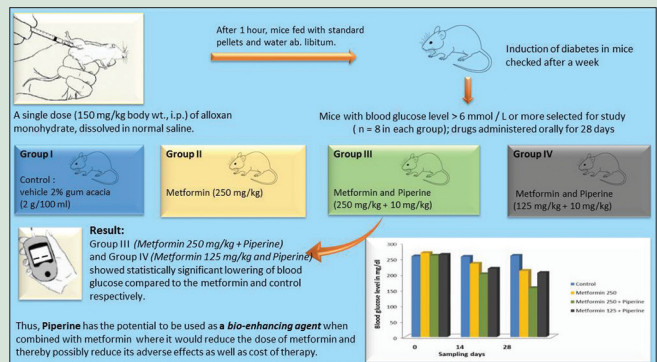 After 1 hour, mice fed with standard
pellets and water ab. libitum.
Induction of diabetes in mice
checked after a week
A single dose (150 mg/kg body wt., i.p.) of alloxan
monohydrate, dissolved in normal saline.
Mice with blood glucose level > 6 mmol / L or more selected for study
( n = 8 in each group); drugs administered orally for 28 days
Group I
Control :
vehicle 2% gum acacia
(2 g/100 ml)
Group II
Metformin (250 mg/kg)
Group III
Metformin and Piperine
(250 mg/kg + 10 mg/kg)
Group IV
Metformin and Piperine
(125 mg/kg + 10 mg/kg)
Result:
Group III (Metformin 250 mg/kg + Piperine)
and Group IV (Metformin 125 mg/kg and Piperine)
showed statistically significant lowering of blood
glucose compared to the metformin and control
respectively.
Thus, Piperine has the potential to be used as a bio-enhancing agent when
combined with metformin where it would reduce the dose of metformin and
thereby possibly reduce its adverse effects as well as cost of therapy.
Blood glucose level in mg/dl
300
250
200
150
100
50
0
0 14 28
Sampling days
Control
Metformin 250
Metformin 250 + Piperine
Metformin 125 + Piperine